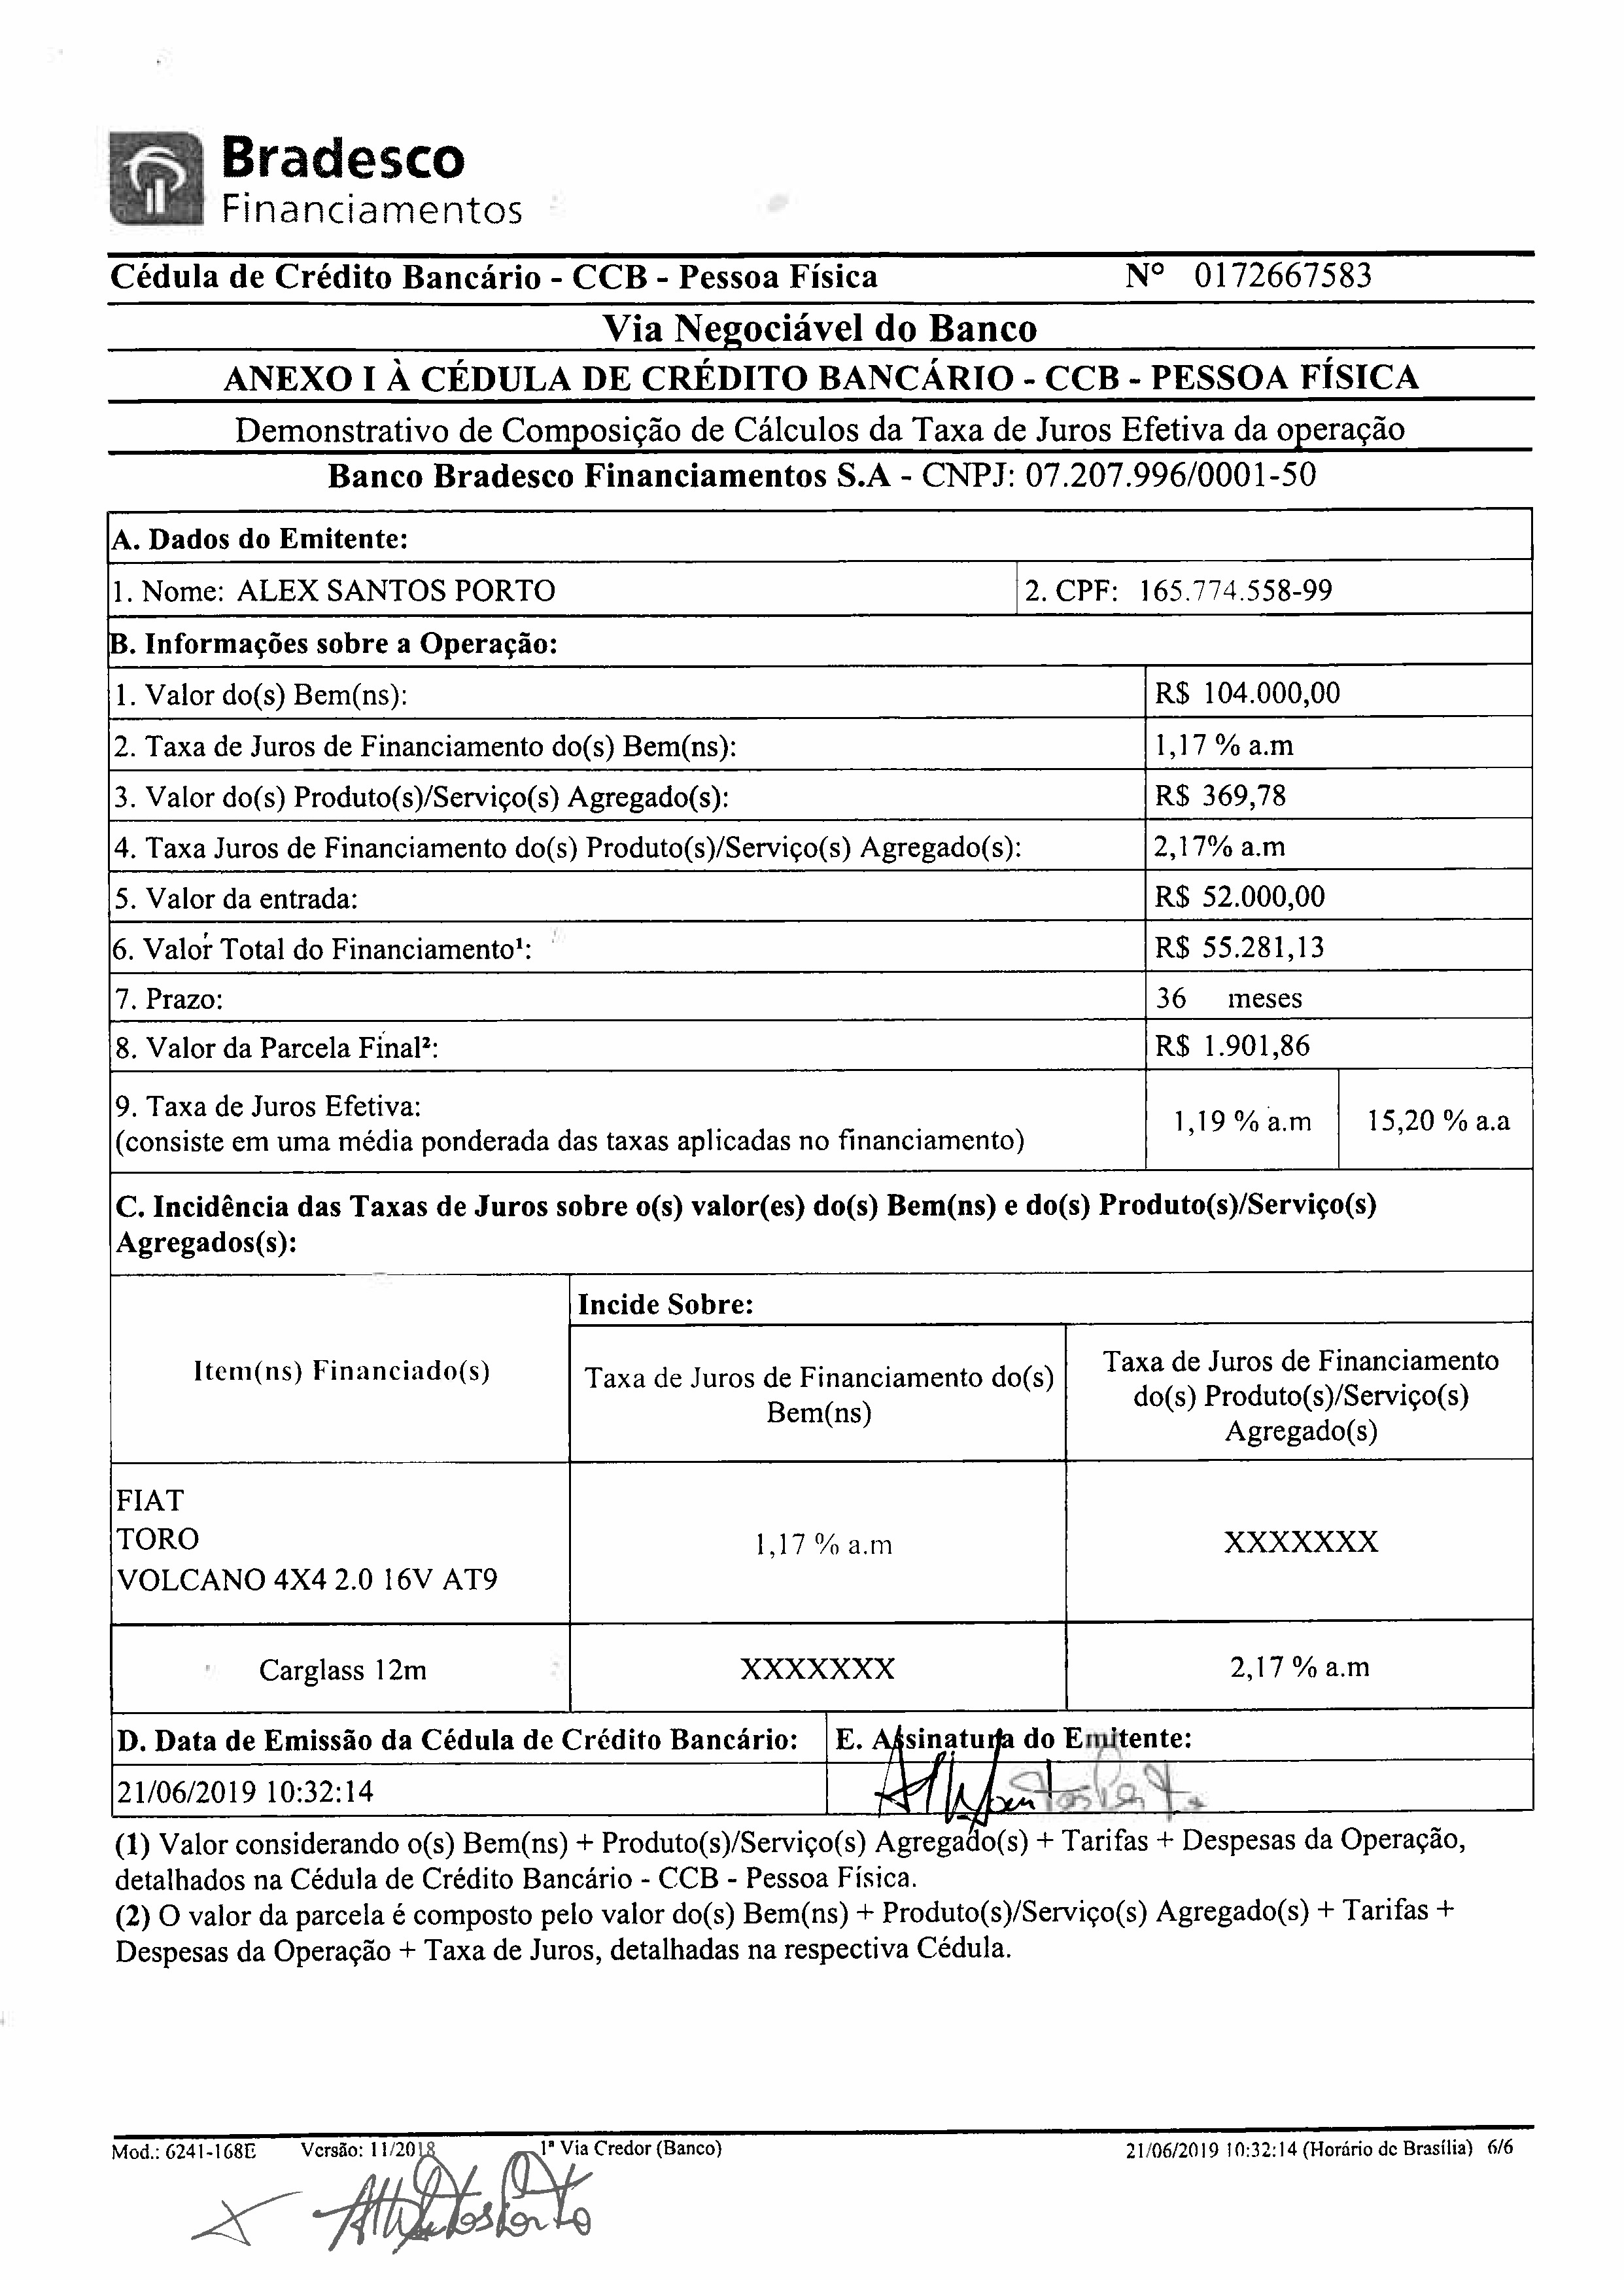 Bradesco
Financiamentos
Cédula de Crédito Bancário - CCB - Pessoa Física Nº 0172667583
Via Negociável do Banco
ANEXO I À CÉDULA DE CRÉDITO BANCÁRIO - CCB - PESSOA FÍSICA
Demonstrativo de Composição de Cálculos da Taxa de Juros Efetiva da operação
Banco Bradesco Financiamentos S.A - CNPJ: 07.207.996/0001-50
A. Dados do Emitente:
1. Nome: ALEX SANTOS PORTO 2. CPF: 165.774.558-99
B. Informações sobre a Operação:
1. Valor do(s) Bem(ns): R$ 104.000,00
2. Taxa de Juros de Financiamento do(s) Bem(ns): 1,17 % a.m
3. Valor do(s) Produto(s)/Serviço(s) Agregado(s): R$ 369,78
4. Taxa Juros de Financiamento do(s) Produto(s)/Serviço(s) Agregado(s): 2,17% a.m
5. Valor da entrada: R$ 52.000,00
6. Valor Total do Financiamento¹: R$ 55.281,13
7. Prazo: 36 meses
8. Valor da Parcela Final²: R$ 1.901,86
9. Taxa de Juros Efetiva:
(consiste em uma média ponderada das taxas aplicadas no financiamento) 1,19 % a.m 15,20 % a.a
C. Incidência das Taxas de Juros sobre o(s) valor(es) do(s) Bem(ns) e do(s) Produto(s)/Serviço(s)
Agregados(s):
Item(ns) Financiado(s)
Incide Sobre:
Taxa de Juros de Financiamento do(s)
Bem(ns)
Taxa de Juros de Financiamento
do(s) Produto(s)/Serviço(s)
Agregado(s)
FIAT
TORO
VOLCANO 4X4 2.0 16V AT9
1,17 % a.m
XXXXXXX
Carglass 12m XXXXXXX 2,17 % a.m
D. Data de Emissão da Cédula de Crédito Bancário: E. Assinatura do Emitente:
21/06/2019 10:32:14
(1) Valor considerando o(s) Bem(ns) + Produto(s)/Serviço(s) Agregado(s) + Tarifas + Despesas da Operação,
detalhados na Cédula de Crédito Bancário - CCB - Pessoa Física.
(2) O valor da parcela é composto pelo valor do(s) Bem(ns) + Produto(s)/Serviço(s) Agregado(s) + Tarifas +
Despesas da Operação + Taxa de Juros, detalhadas na respectiva Cédula.
Mod.: 6241-168E Versão: 11/2018 1ª Via Credor (Banco) 21/06/2019 10:32:14 (Horário de Brasília) 6/6